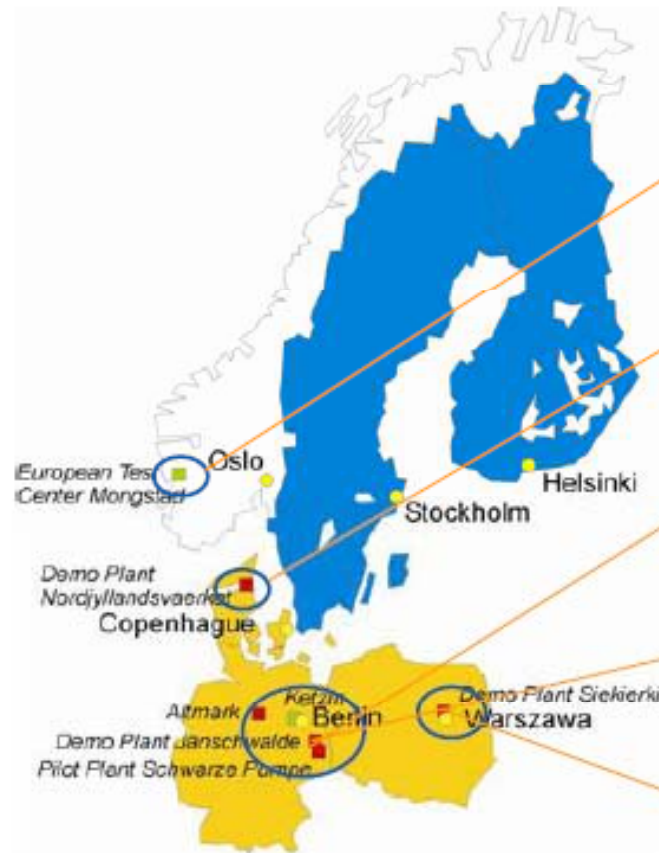 Oslo
European Tes
Center Mongstad
Helsinki
Stockholm
Demo Plant
Nordjyllandsvaerket
Copenhague
Ketzin
Demo Plant Siekierki
Altmark
Berlin
Warszawa
Demo Plant Janschwalde
Pilot Plant Schwarze Pumpe